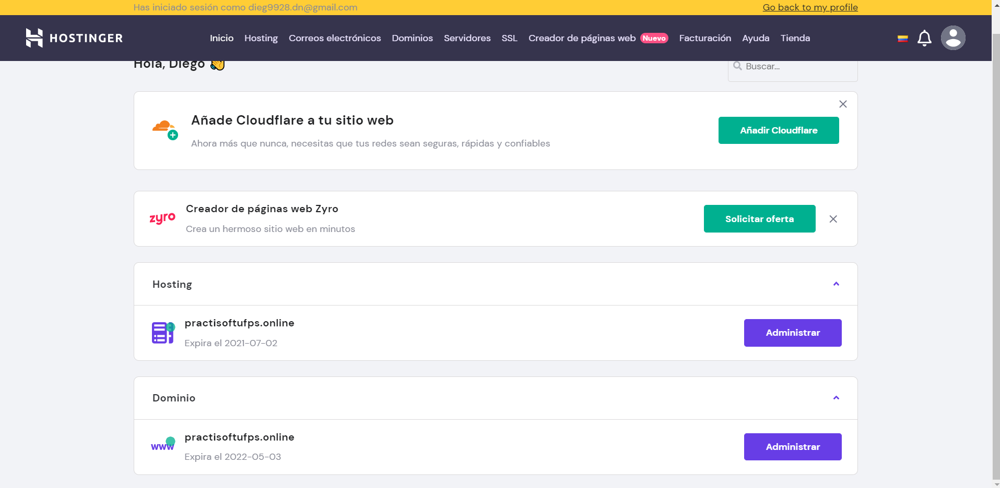 Has iniciado sesión como dieg9928.dn@gmail.com
Go back to my profile
HOSTINGER
Inicio Hosting Correos electrónicos Dominios Servidores SSL Creador de páginas web Nuevo Facturación Ayuda Tienda
Hola, Diego 👋
Buscar...
Añade Cloudflare a tu sitio web
Ahora más que nunca, necesitas que tus redes sean seguras, rápidas y confiables
Añadir Cloudflare
zyro
Creador de páginas web Zyro
Crea un hermoso sitio web en minutos
Solicitar oferta
Hosting
practisoftufps.online
Expira el 2021-07-02
Administrar
Dominio
www
practisoftufps.online
Expira el 2022-05-03
Administrar